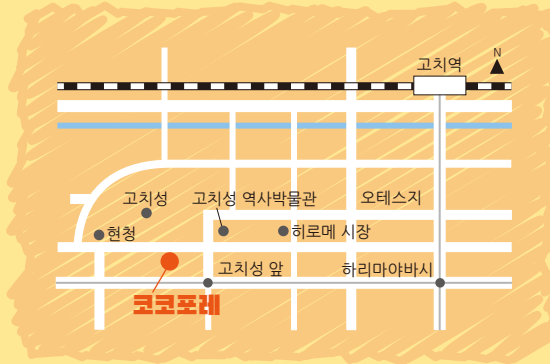 N
고치역
고치성
고치성 역사박물관
오테스지
현청
히로메 시장
고치성 앞
하리마야바시
코코포레